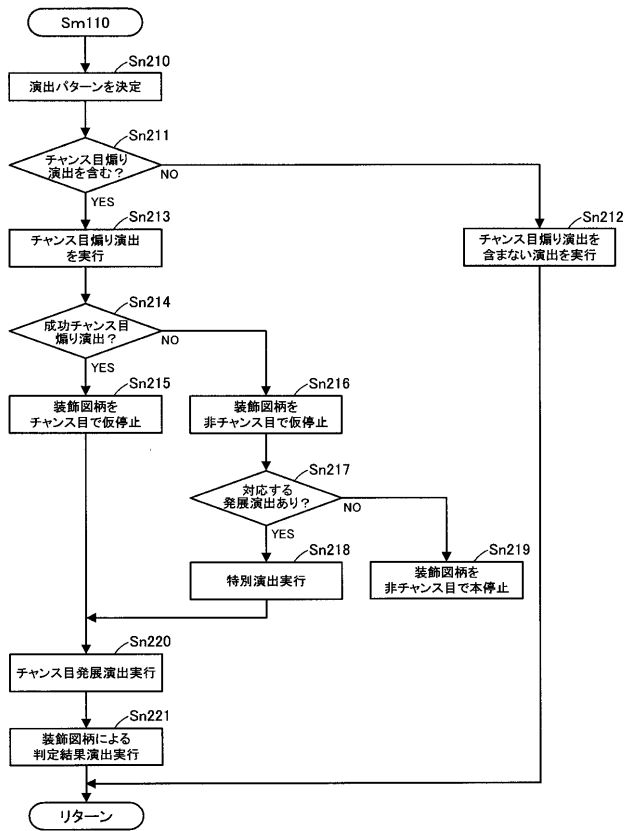 Sm110
Sn210
演出パターンを決定
Sn211
チャンス目煽り
演出を含む?
NO
YES
Sn213
チャンス目煽り演出
を実行
Sn212
チャンス目煽り演出を
含まない演出を実行
Sn214
成功チャンス目
煽り演出?
NO
YES
Sn215
装飾図柄を
チャンス目で仮停止
Sn216
装飾図柄を
非チャンス目で仮停止
Sn217
対応する
発展演出あり?
NO
YES
Sn218
特別演出実行
Sn219
装飾図柄を
非チャンス目で本停止
Sn220
チャンス目発展演出実行
Sn221
装飾図柄による
判定結果演出実行
リターン